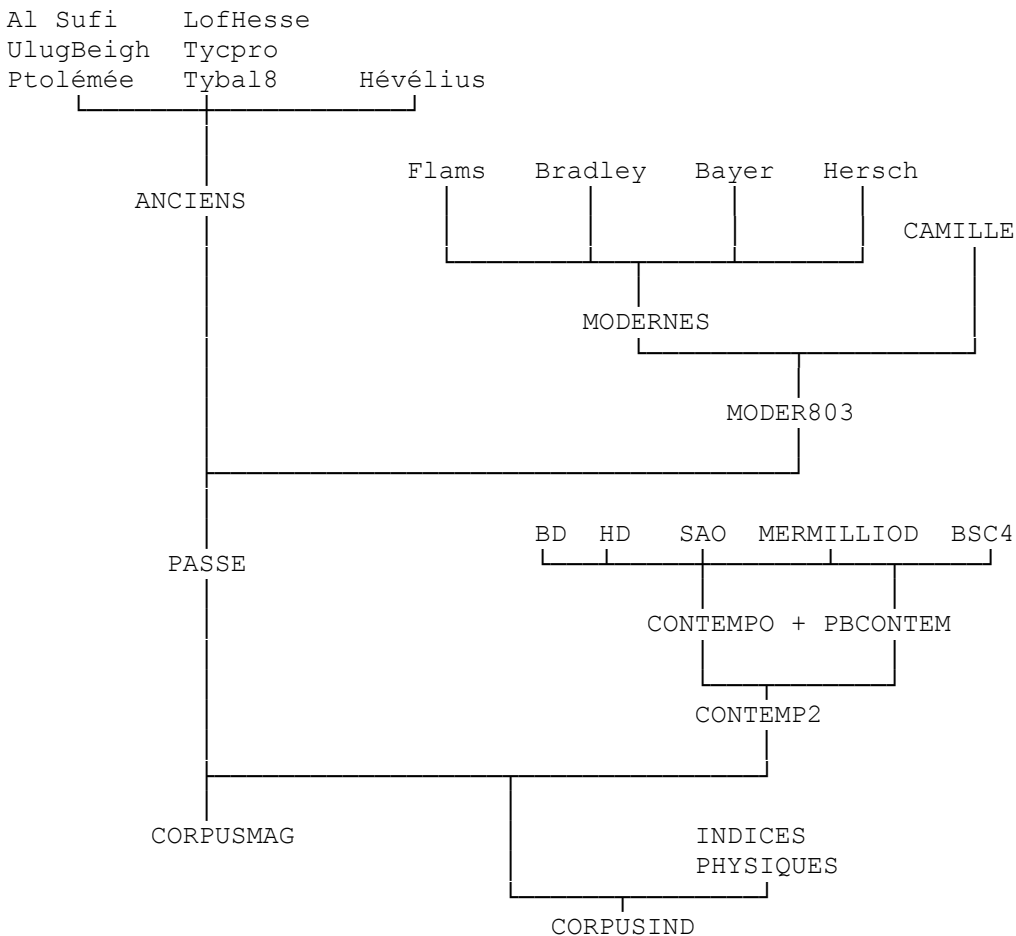 Al Sufi LofHesse
UlugBeigh Tycpro
Ptolémée Tybal8 Hévélius
Flams Bradley Bayer Hersch
ANCIENS
CAMILLE
MODERNES
MODER803
BD HD SAO MERMILLIOD BSC4
PASSE
CONTEMPO + PBCONTEM
CONTEMP2
CORPUSMAG INDICES
PHYSIQUES
CORPUSIND